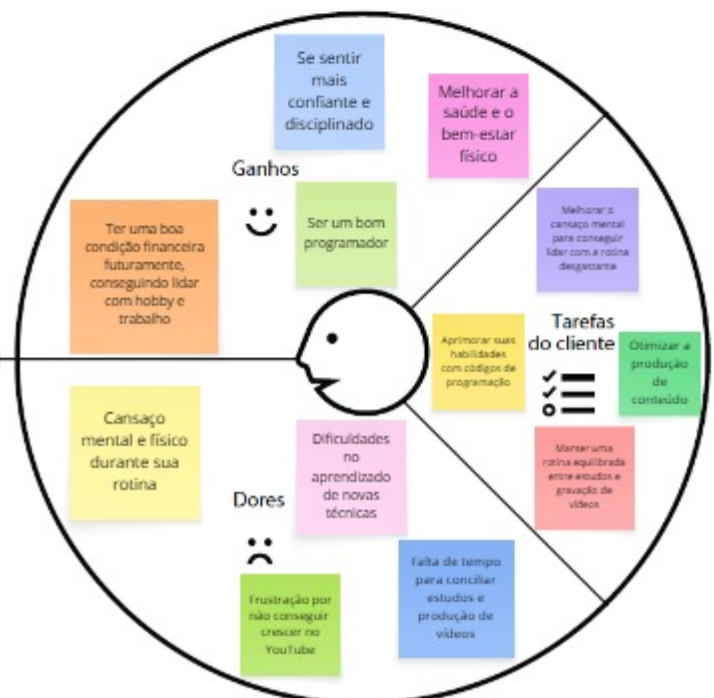 Se sentir
mais
confiante e
disciplinado
Melhorar a
saúde e o
bem-estar
físico
Ganhos
Ter uma boa
condição financeira
futuramente,
conseguindo lidar
com hobby e
trabalho
Ser um bom
programador
Melhorar o
cansaço mental
para conseguir
lidar com a rotina
desgastante
Tarefas
do cliente
Aprimorar suas
habilidades
com códigos de
programação
Otimizar a
produção
de
conteúdo
Manter uma
rotina equilibrada
entre estudos e
gravação de
vídeos
Cansaço
mental e físico
durante sua
rotina
Dificuldades
no
aprendizado
de novas
técnicas
Dores
Frustração por
não conseguir
crescer no
YouTube
Falta de tempo
para conciliar
estudos e
produção de
vídeos